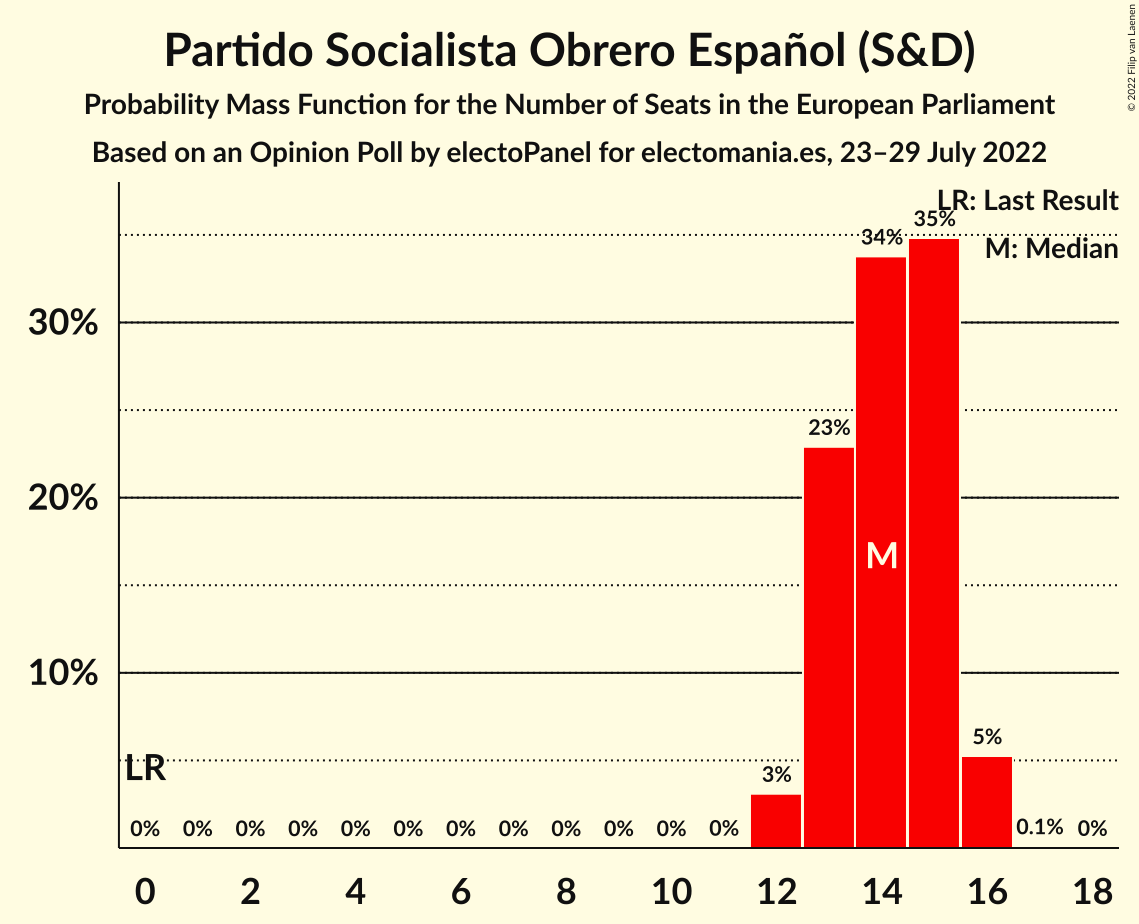 Partido Socialista Obrero Español (S&D)
Probability Mass Function for the Number of Seats in the European Parliament
Based on an Opinion Poll by electoPanel for electomania.es, 23–29 July 2022
© 2022 Filip van Laenen
LR: Last Result
M: Median
35%
34%
30%
23%
20%
M
10%
LR
5%
3%
0% 0% 0% 0% 0% 0% 0% 0% 0% 0% 0% 0% 0.1% 0%
0 2 4 6 8 10 12 14 16 18